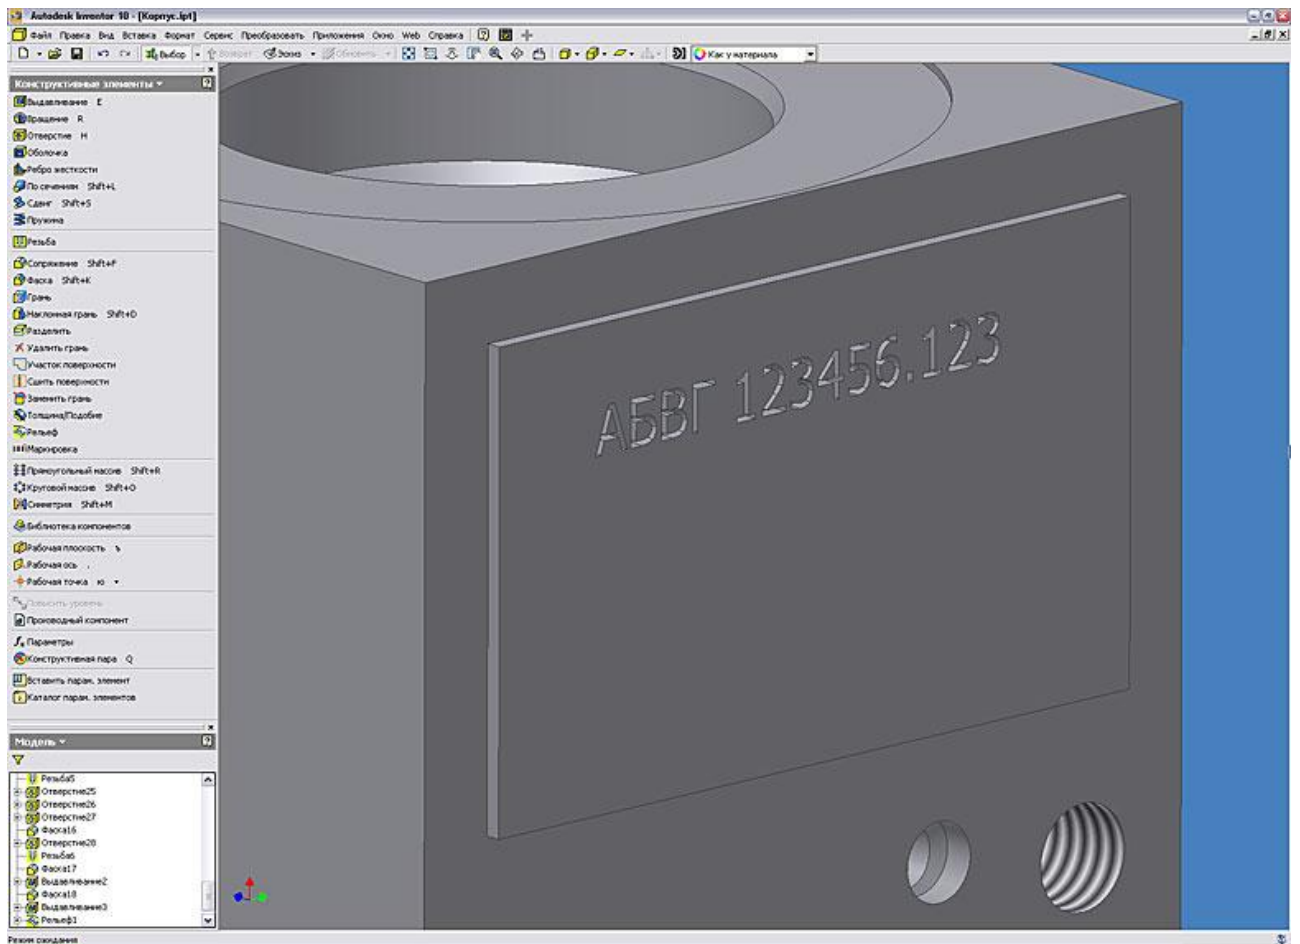 Autodesk Inventor 10 - [Корпус.ipt]
Файл Правка Вид Вставка Формат Сервис Преобразовать Приложения Окно Web Справка
Выбор Возврат Эскиз Обновить Как у материала
Конструктивные элементы
Выдавливание E
Вращение R
Отверстие H
Оболочка
Ребро жесткости
По сечениям Shift+L
Сдвиг Shift+S
Пружина
Резьба
Сопряжение Shift+F
Фаска Shift+K
Грань
Наклонная грань Shift+D
Разделить
Удалить грань
Участок поверхности
Сшить поверхности
Заменить грань
Толщина/Подобие
Рельеф
Маркировка
Прямоугольный массив Shift+R
Круговой массив Shift+O
Симметрия Shift+M
Библиотека компонентов
Рабочая плоскость ъ
Рабочая ось .
Рабочая точка ю
Повысить уровень
Производный компонент
Параметры
Конструктивная пара Q
Вставить парам. элемент
Каталог парам. элементов
Модель
Резьба5
Отверстие25
Отверстие26
Отверстие27
Фаска16
Отверстие28
Резьба6
Фаска17
Выдавливание2
Фаска18
Выдавливание3
Рельеф1
Режим ожидания
АБВГ 123456.123